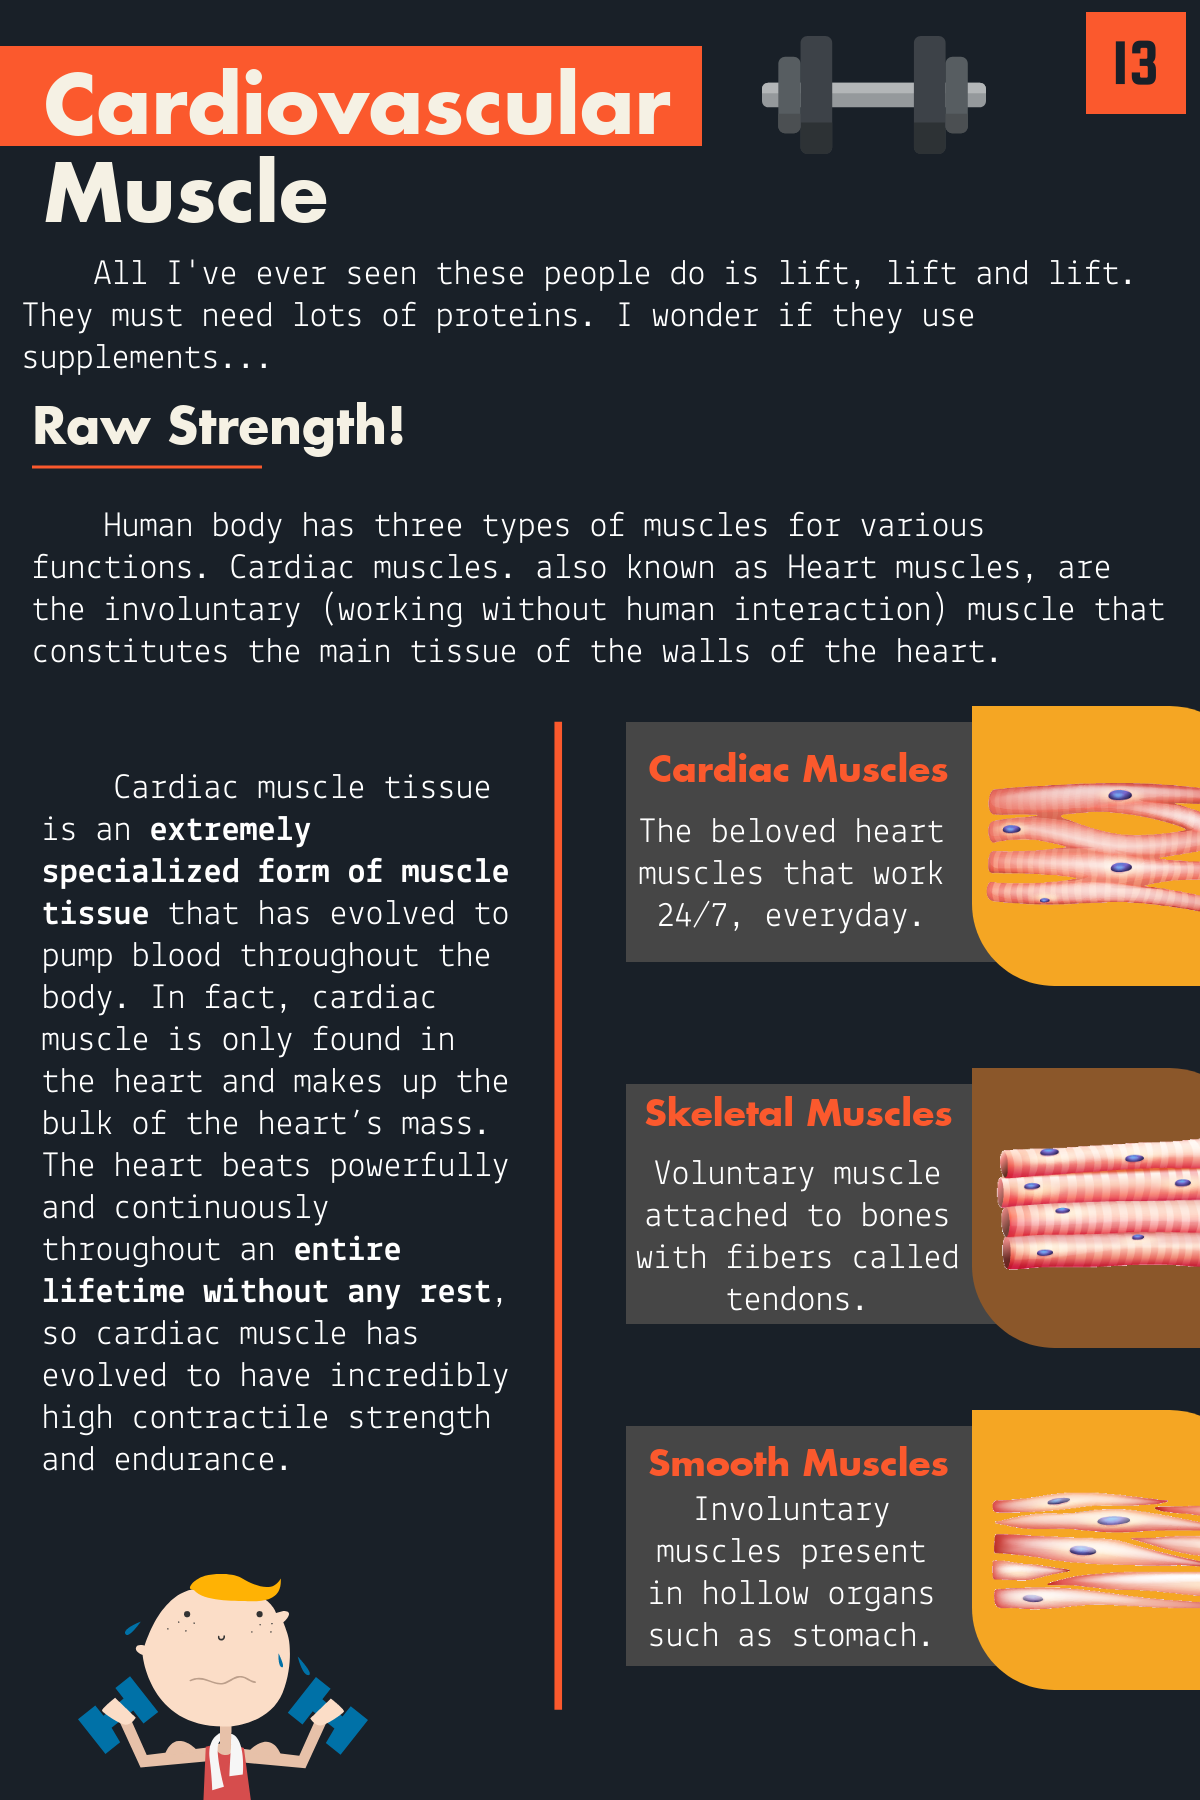 13
Cardiovascular
Muscle
All I've ever seen these people do is lift, lift and lift.
They must need lots of proteins. I wonder if they use
supplements...
Raw Strength!
Human body has three types of muscles for various
functions. Cardiac muscles. also known as Heart muscles, are
the involuntary (working without human interaction) muscle that
constitutes the main tissue of the walls of the heart.
Cardiac muscle tissue
is an extremely
specialized form of muscle
tissue that has evolved to
pump blood throughout the
body. In fact, cardiac
muscle is only found in
the heart and makes up the
bulk of the heart’s mass.
The heart beats powerfully
and continuously
throughout an entire
lifetime without any rest,
so cardiac muscle has
evolved to have incredibly
high contractile strength
and endurance.
Cardiac Muscles
The beloved heart
muscles that work
24/7, everyday.
Skeletal Muscles
Voluntary muscle
attached to bones
with fibers called
tendons.
Smooth Muscles
Involuntary
muscles present
in hollow organs
such as stomach.